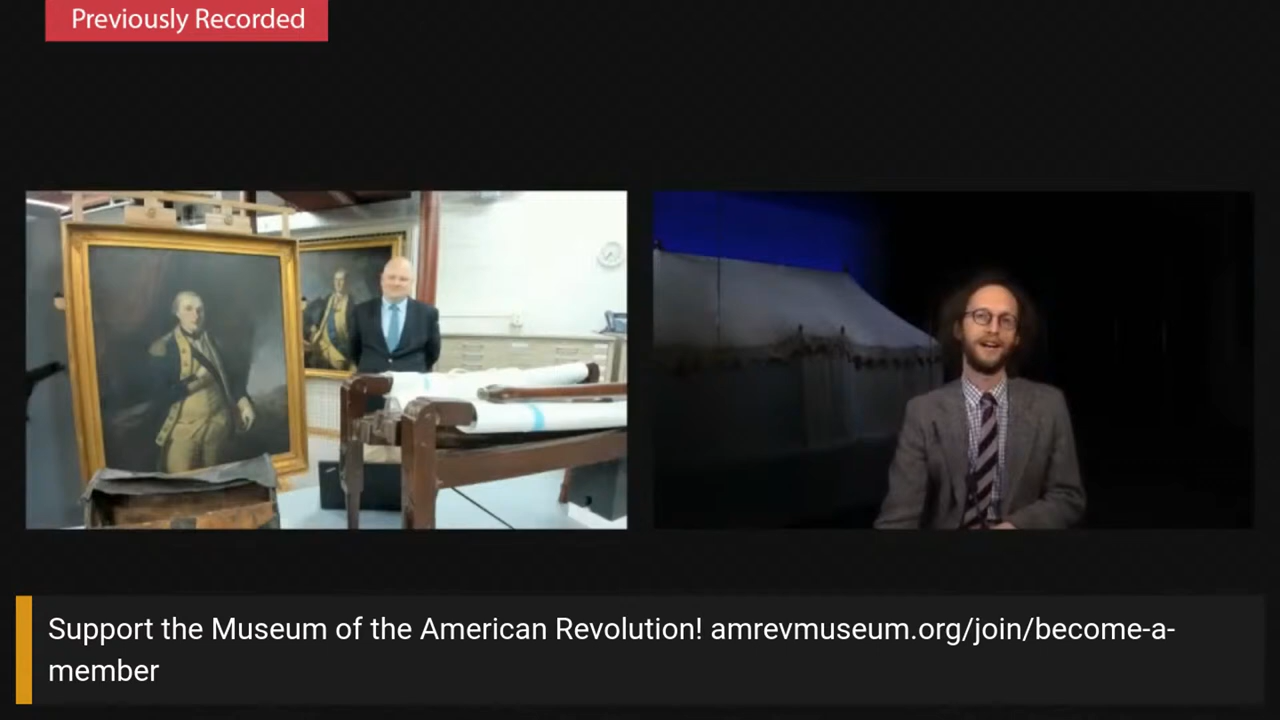 Previously Recorded
Support the Museum of the American Revolution! amrevmuseum.org/join/become-a-
member